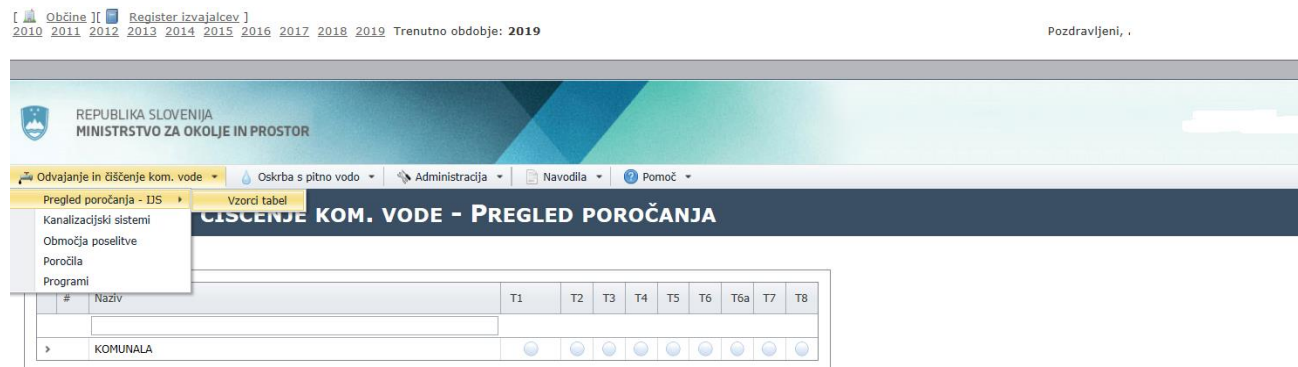 [ Občine ][ Register izvajalcev ]
2010 2011 2012 2013 2014 2015 2016 2017 2018 2019 Trenutno obdobje: 2019
Pozdravljeni, .
REPUBLIKA SLOVENIJA
MINISTRSTVO ZA OKOLJE IN PROSTOR
Odvajanje in čiščenje kom. vode Oskrba s pitno vodo Administracija Navodila Pomoč
Pregled poročanja - IJS Vzorci tabel
ČIŠČENJE KOM. VODE - PREGLED POROČANJA
Kanalizacijski sistemi
Območja poselitve
Poročila
Programi
# Naziv T1 T2 T3 T4 T5 T6 T6a T7 T8
> KOMUNALA